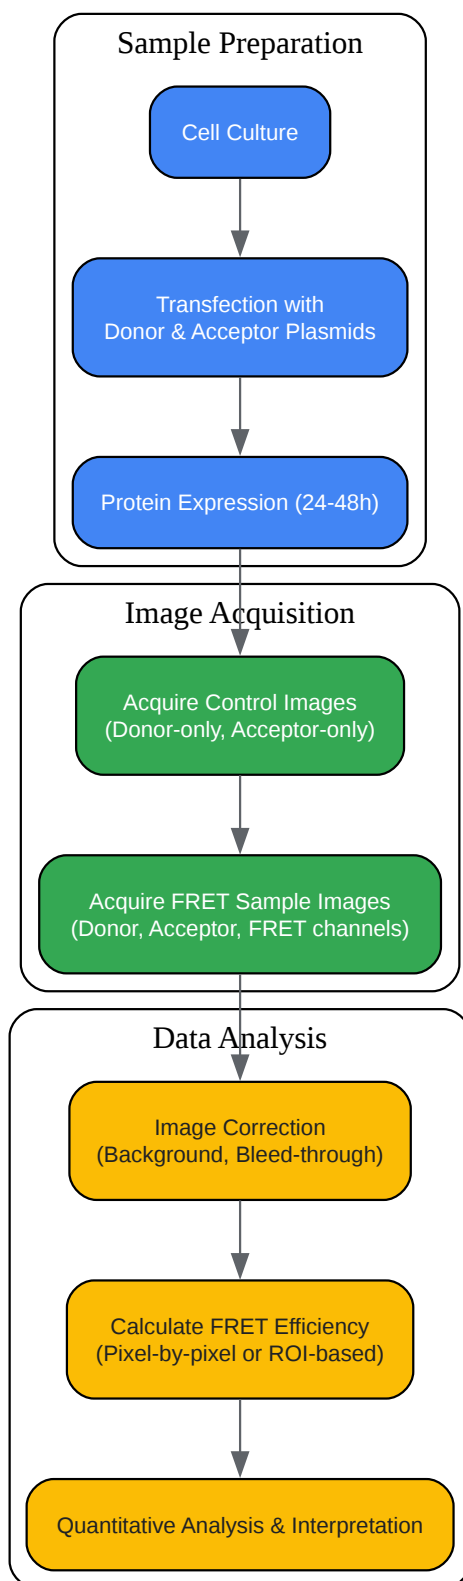 Sample Preparation
Cell Culture
Transfection with
Donor & Acceptor Plasmids
Protein Expression (24-48h)
Image Acquisition
Acquire Control Images
(Donor-only, Acceptor-only)
Acquire FRET Sample Images
(Donor, Acceptor, FRET channels)
Data Analysis
Image Correction
(Background, Bleed-through)
Calculate FRET Efficiency
(Pixel-by-pixel or ROI-based)
Quantitative Analysis & Interpretation